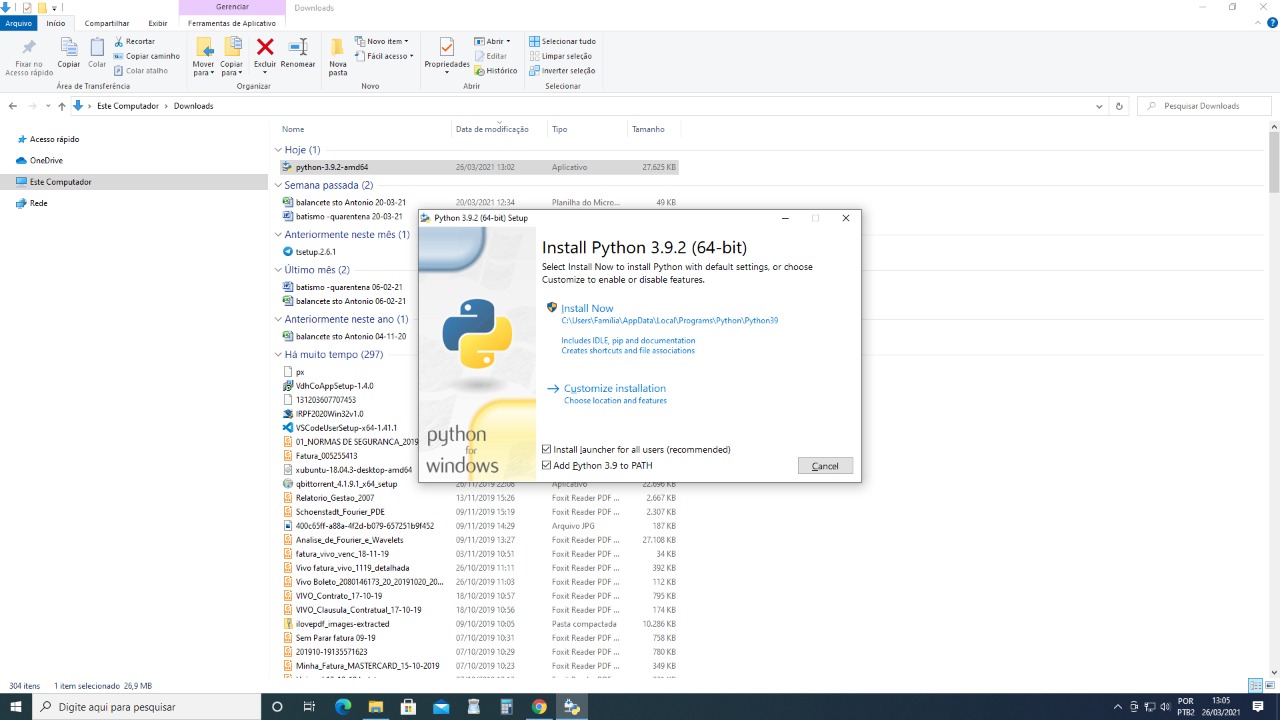 Gerenciar Downloads
Arquivo Início Compartilhar Exibir Ferramentas de Aplicativo
Fixar no Acesso rápido
Copiar
Colar
Recortar
Copiar caminho
Colar atalho
Área de Transferência
Mover para
Copiar para
Excluir
Renomear
Organizar
Nova pasta
Novo item
Fácil acesso
Novo
Propriedades
Abrir
Editar
Histórico
Abrir
Selecionar tudo
Limpar seleção
Inverter seleção
Selecionar
Este Computador > Downloads
Pesquisar Downloads
Acesso rápido
OneDrive
Este Computador
Rede
Nome Data de modificação Tipo Tamanho
Hoje (1)
python-3.9.2-amd64 26/03/2021 13:02 Aplicativo 27.625 KB
Semana passada (2)
balancete sto Antonio 20-03-21 20/03/2021 12:34 Planilha do Micro... 49 KB
batismo -quarentena 20-03-21
Anteriormente neste mês (1)
tsetup.2.6.1
Último mês (2)
batismo -quarentena 06-02-21
balancete sto Antonio 06-02-21
Anteriormente neste ano (1)
balancete sto Antonio 04-11-20
Há muito tempo (297)
px
VdhCoAppSetup-1.4.0
131203607707453
IRPF2020Win32v1.0
VSCodeUserSetup-x64-1.41.1
01_NORMAS DE SEGURANCA_2019
Fatura_005255413
xubuntu-18.04.3-desktop-amd64
qbittorrent_4.1.9.1_x64_setup 20/11/2019 22:08 Aplicativo 22.696 KB
Relatorio_Gestao_2007 13/11/2019 15:26 Foxit Reader PDF ... 2.667 KB
Schoenstadt_Fourier_PDE 09/11/2019 15:19 Foxit Reader PDF ... 2.307 KB
400c65ff-a88a-4f2d-b079-657251b9f452 09/11/2019 14:29 Arquivo JPG 187 KB
Analise_de_Fourier_e_Wavelets 09/11/2019 13:27 Foxit Reader PDF ... 27.108 KB
fatura_vivo_venc_18-11-19 03/11/2019 10:51 Foxit Reader PDF ... 34 KB
Vivo fatura_vivo_1119_detalhada 26/10/2019 11:11 Foxit Reader PDF ... 392 KB
Vivo Boleto_2080146173_20_20191020_20... 26/10/2019 11:03 Foxit Reader PDF ... 112 KB
VIVO_Contrato_17-10-19 18/10/2019 10:57 Foxit Reader PDF ... 795 KB
VIVO_Clausula_Contratual_17-10-19 18/10/2019 10:56 Foxit Reader PDF ... 174 KB
ilovepdf_images-extracted 09/10/2019 10:05 Pasta compactada 10.286 KB
Sem Parar fatura 09-19 07/10/2019 10:31 Foxit Reader PDF ... 758 KB
201910-19135571623 07/10/2019 10:29 Foxit Reader PDF ... 780 KB
Minha_Fatura_MASTERCARD_15-10-2019 07/10/2019 10:23 Foxit Reader PDF ... 349 KB
Python 3.9.2 (64-bit) Setup
Install Python 3.9.2 (64-bit)
Select Install Now to install Python with default settings, or choose
Customize to enable or disable features.
Install Now
C:\Users\Família\AppData\Local\Programs\Python\Python39
Includes IDLE, pip and documentation
Creates shortcuts and file associations
Customize installation
Choose location and features
python
for
windows
Install launcher for all users (recommended)
Add Python 3.9 to PATH
Cancel
304 itens 1 item selecionado 26,9 MB
Digite aqui para pesquisar
POR
PTB2
13:05
26/03/2021